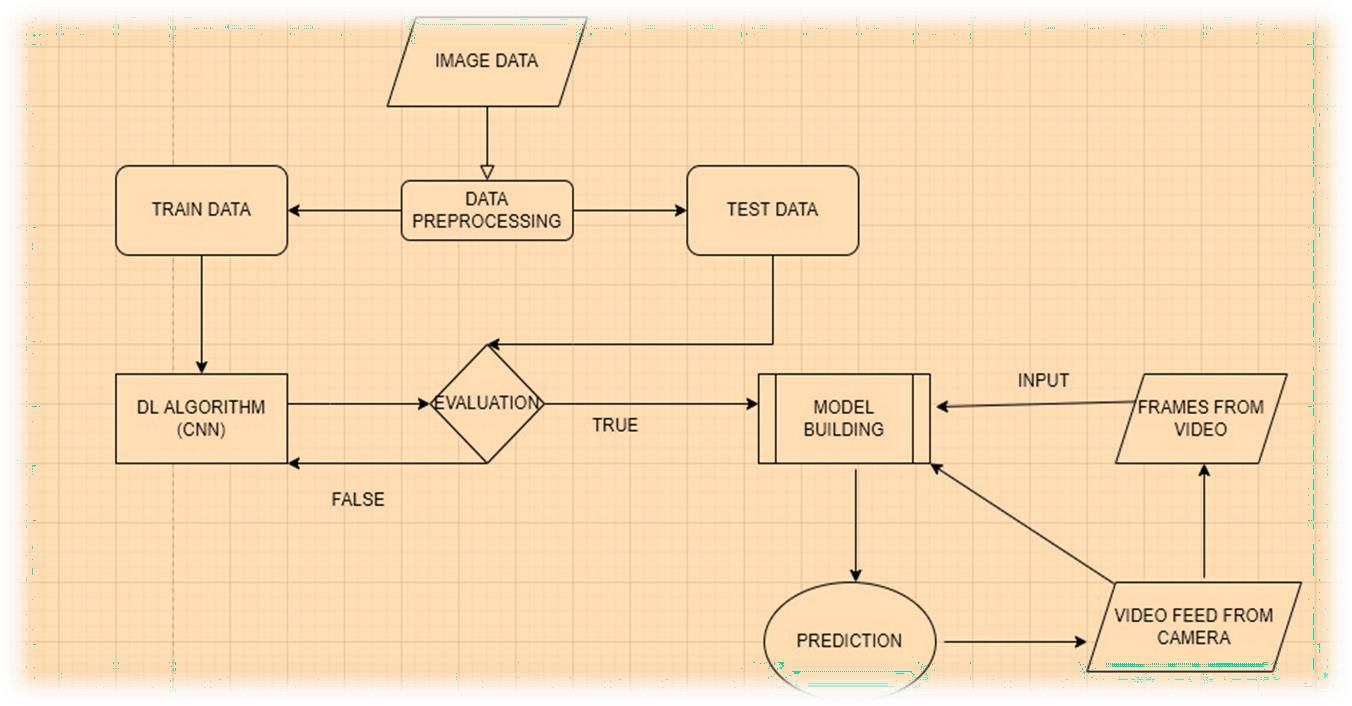 IMAGE DATA
TRAIN DATA
DATA
PREPROCESSING
TEST DATA
DL ALGORITHM
(CNN)
EVALUATION
TRUE
FALSE
MODEL
BUILDING
INPUT
FRAMES FROM
VIDEO
PREDICTION
VIDEO FEED FROM
CAMERA